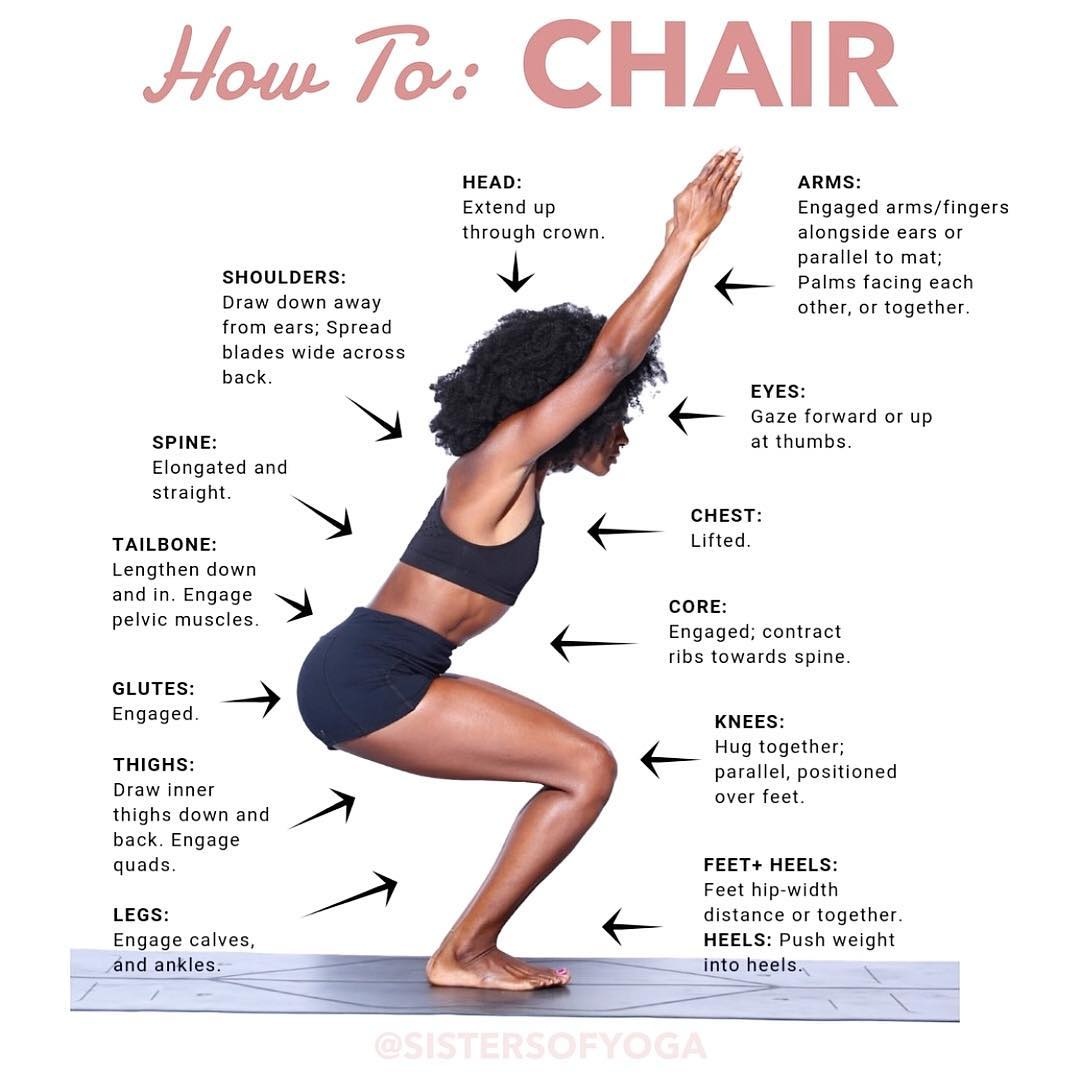 How To: CHAIR
HEAD:
Extend up
through crown.
ARMS:
Engaged arms/fingers
alongside ears or
parallel to mat;
Palms facing each
other, or together.
SHOULDERS:
Draw down away
from ears; Spread
blades wide across
back.
EYES:
Gaze forward or up
at thumbs.
SPINE:
Elongated and
straight.
CHEST:
Lifted.
TAILBONE:
Lengthen down
and in. Engage
pelvic muscles.
CORE:
Engaged; contract
ribs towards spine.
GLUTES:
Engaged.
KNEES:
Hug together;
parallel, positioned
over feet.
THIGHS:
Draw inner
thighs down and
back. Engage
quads.
FEET+ HEELS:
Feet hip-width
distance or together.
HEELS: Push weight
into heels.
LEGS:
Engage calves,
and ankles.
@SISTERSOFYOGA